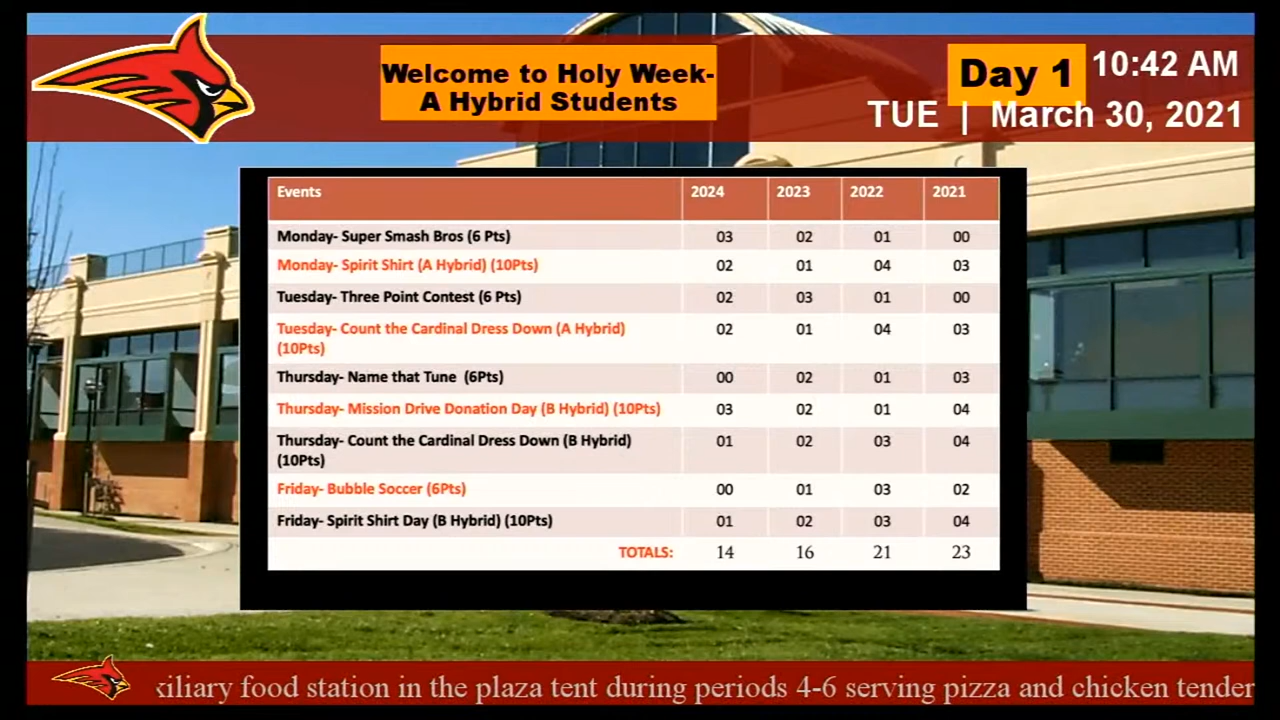 Welcome to Holy Week-
A Hybrid Students
Day 1
10:42 AM
TUE | March 30, 2021
Events 2024 2023 2022 2021
Monday- Super Smash Bros (6 Pts) 03 02 01 00
Monday- Spirit Shirt (A Hybrid) (10Pts) 02 01 04 03
Tuesday- Three Point Contest (6 Pts) 02 03 01 00
Tuesday- Count the Cardinal Dress Down (A Hybrid) 02 01 04 03
(10Pts)
Thursday- Name that Tune (6Pts) 00 02 01 03
Thursday- Mission Drive Donation Day (B Hybrid) (10Pts) 03 02 01 04
Thursday- Count the Cardinal Dress Down (B Hybrid) 01 02 03 04
(10Pts)
Friday- Bubble Soccer (6Pts) 00 01 03 02
Friday- Spirit Shirt Day (B Hybrid) (10Pts) 01 02 03 04
TOTALS: 14 16 21 23
xiliary food station in the plaza tent during periods 4-6 serving pizza and chicken tender